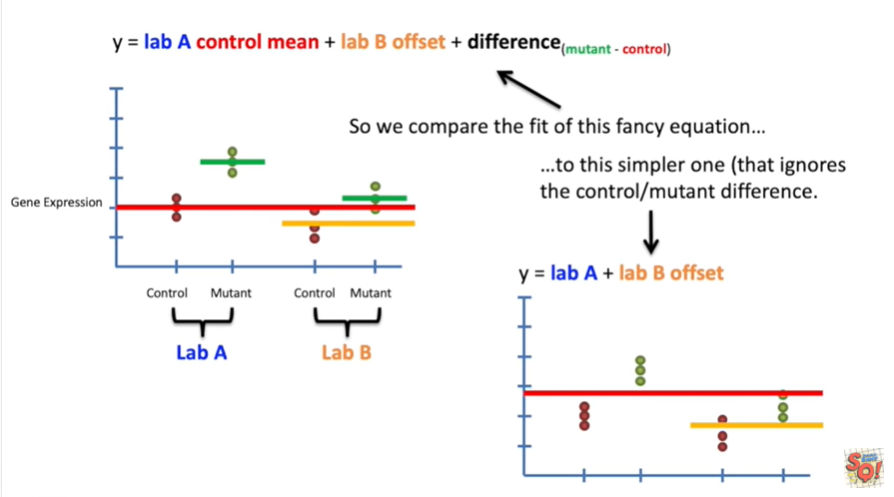 y = lab A control mean + lab B offset + difference(mutant - control)
So we compare the fit of this fancy equation...
...to this simpler one (that ignores
the control/mutant difference.
Gene Expression
y = lab A + lab B offset
Control Mutant Control Mutant
Lab A Lab B
SQ!